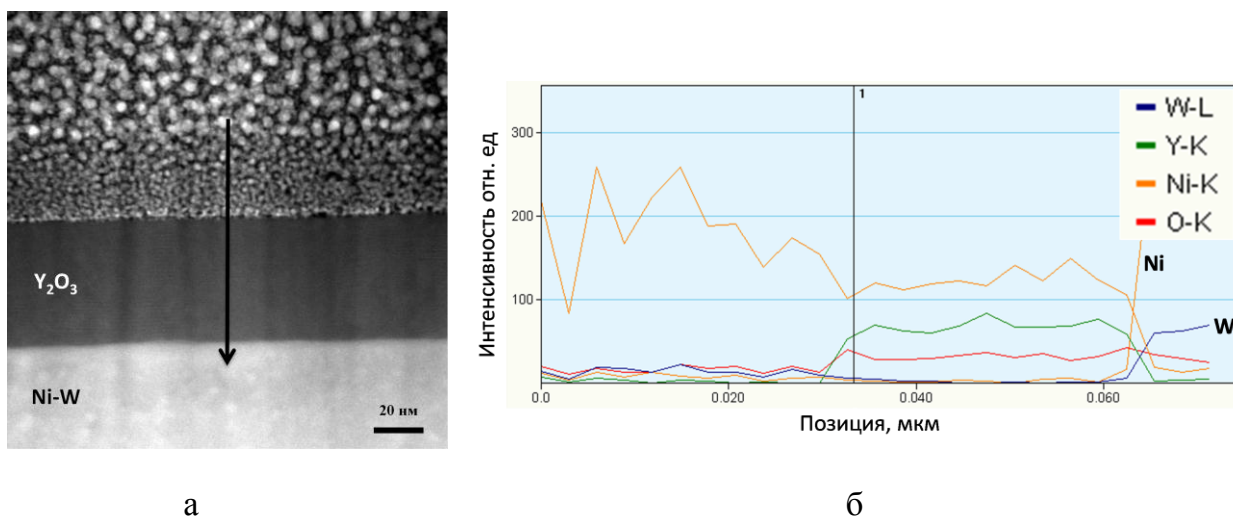 Y₂O₃
Ni-W
20 нм
а
Интенсивность отн. ед
300
200
100
1
W-L
Y-K
Ni-K
O-K
Ni
W
0.0
0.020
0.040
0.060
Позиция, мкм
б